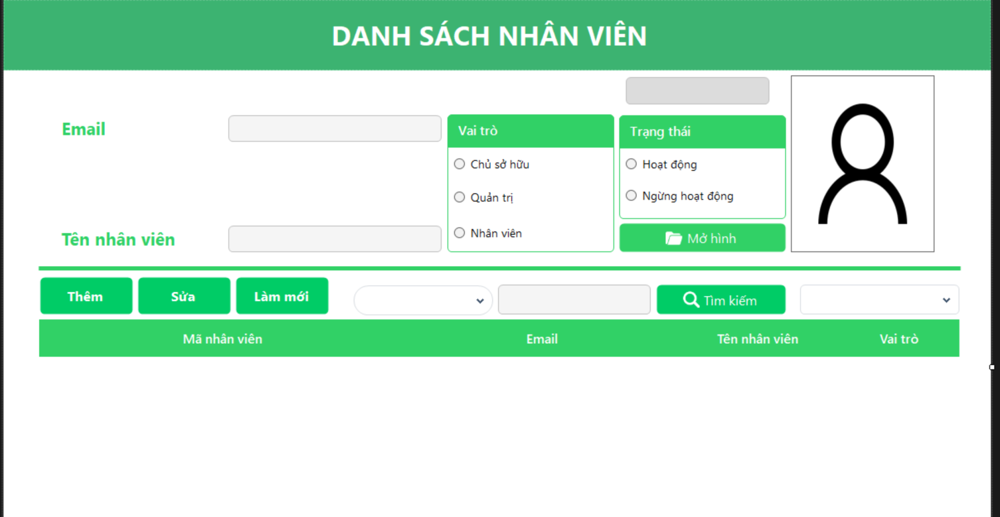 DANH SÁCH NHÂN VIÊN
Email
Vai trò
Trạng thái
Chủ sở hữu
Hoạt động
Quản trị
Ngừng hoạt động
Nhân viên
Tên nhân viên
Mở hình
Thêm
Sửa
Làm mới
Tìm kiếm
Mã nhân viên
Email
Tên nhân viên
Vai trò